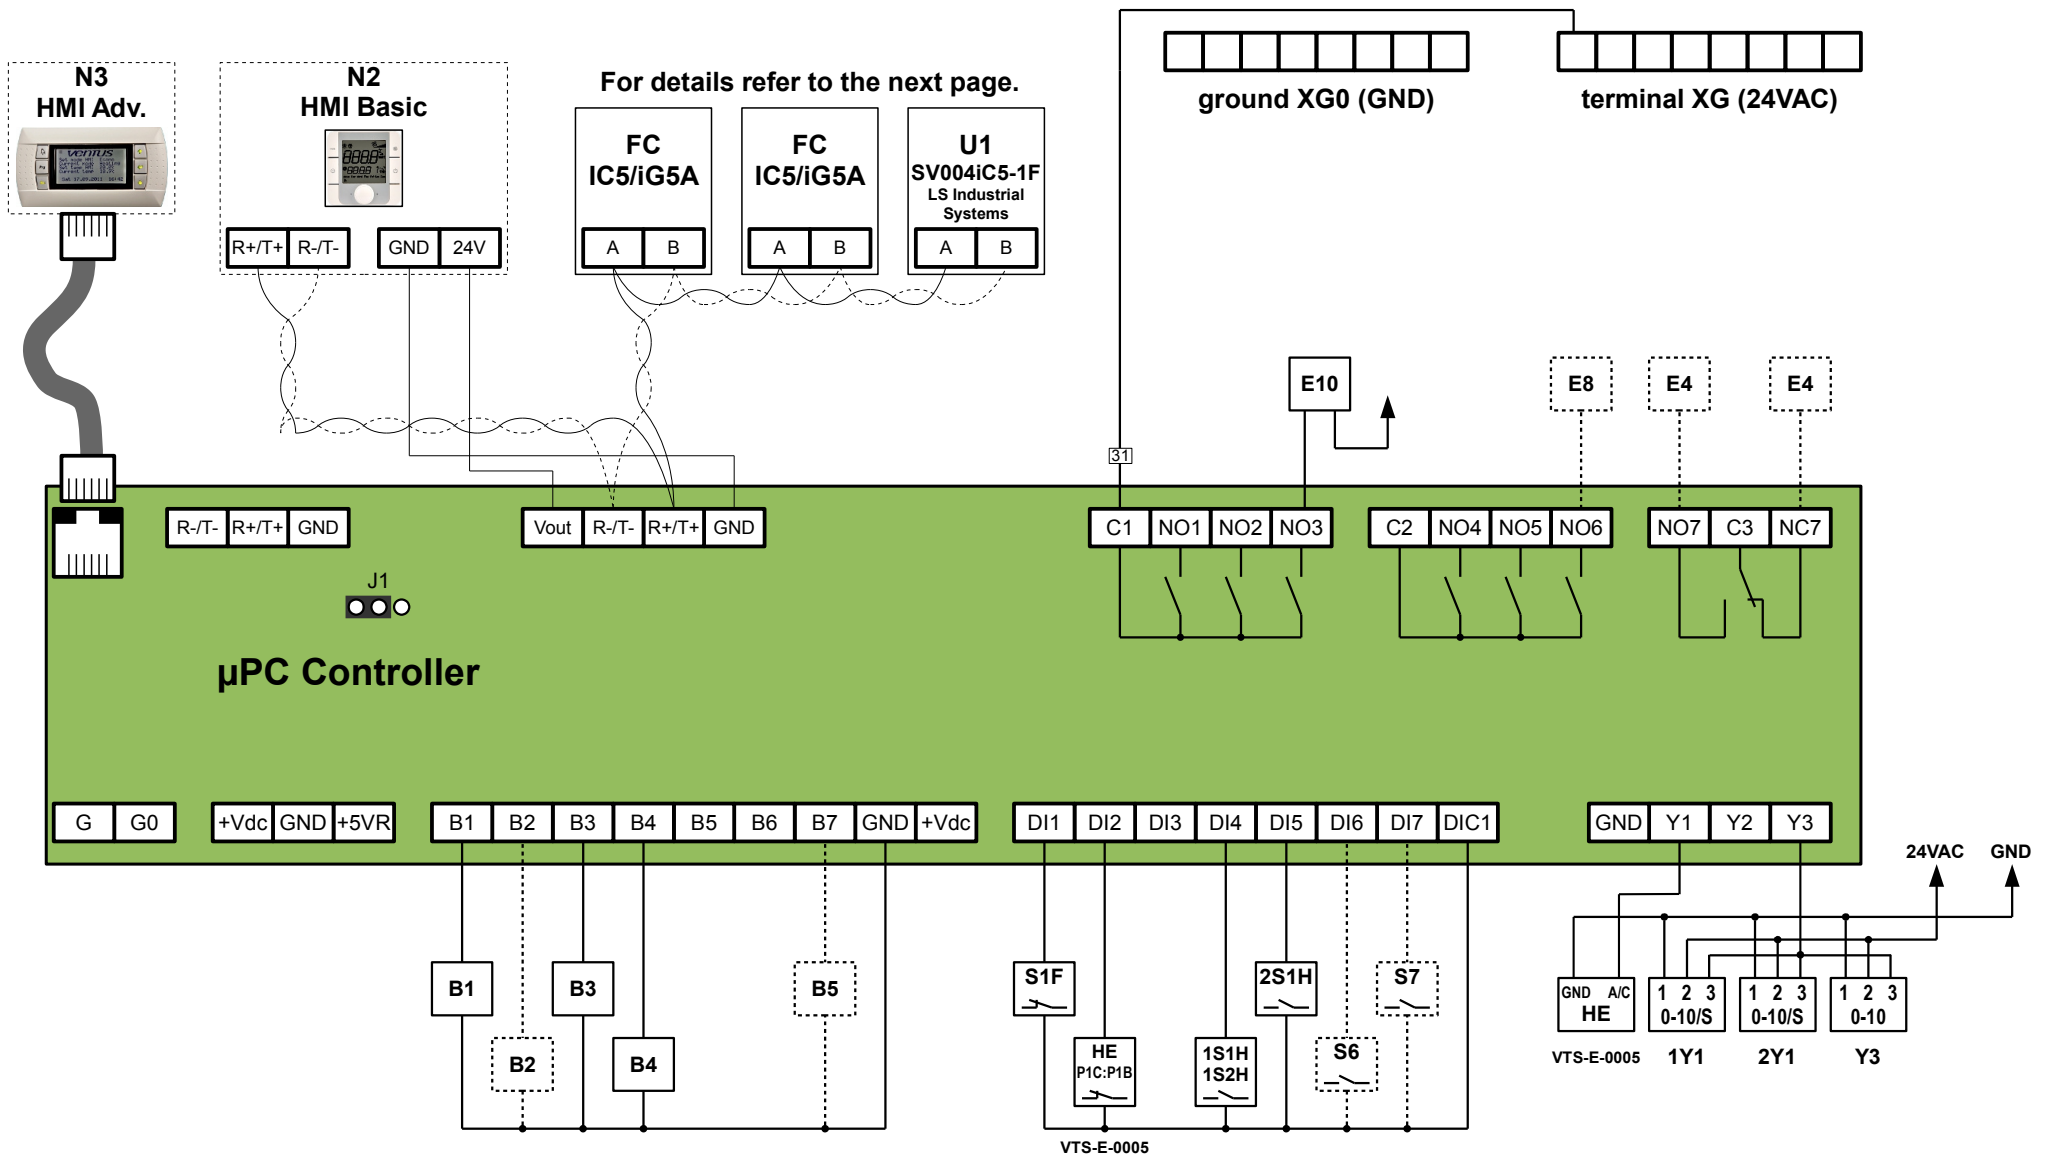 N3
HMI Adv.
ventus
N2
HMI Basic
For details refer to the next page.
FC
IC5/iG5A
FC
IC5/iG5A
U1
SV004iC5-1F
LS Industrial
Systems
ground XG0 (GND)
terminal XG (24VAC)
R+/T+ R-/T- GND 24V
A B A B A B
E10 E8 E4 E4
31
R-/T- R+/T+ GND
Vout R-/T- R+/T+ GND
C1 NO1 NO2 NO3
C2 NO4 NO5 NO6
NO7 C3 NC7
J1
µPC Controller
G G0
+Vdc GND +5VR
B1 B2 B3 B4 B5 B6 B7 GND +Vdc
DI1 DI2 DI3 DI4 DI5 DI6 DI7 DIC1
GND Y1 Y2 Y3
24VAC GND
B1 B3 B5
B2 B4
S1F 2S1H S7
HE
P1C:P1B
1S1H
1S2H
S6
VTS-E-0005
GND A/C
HE
1 2 3
0-10/S
1 2 3
0-10/S
1 2 3
0-10
VTS-E-0005 1Y1 2Y1 Y3